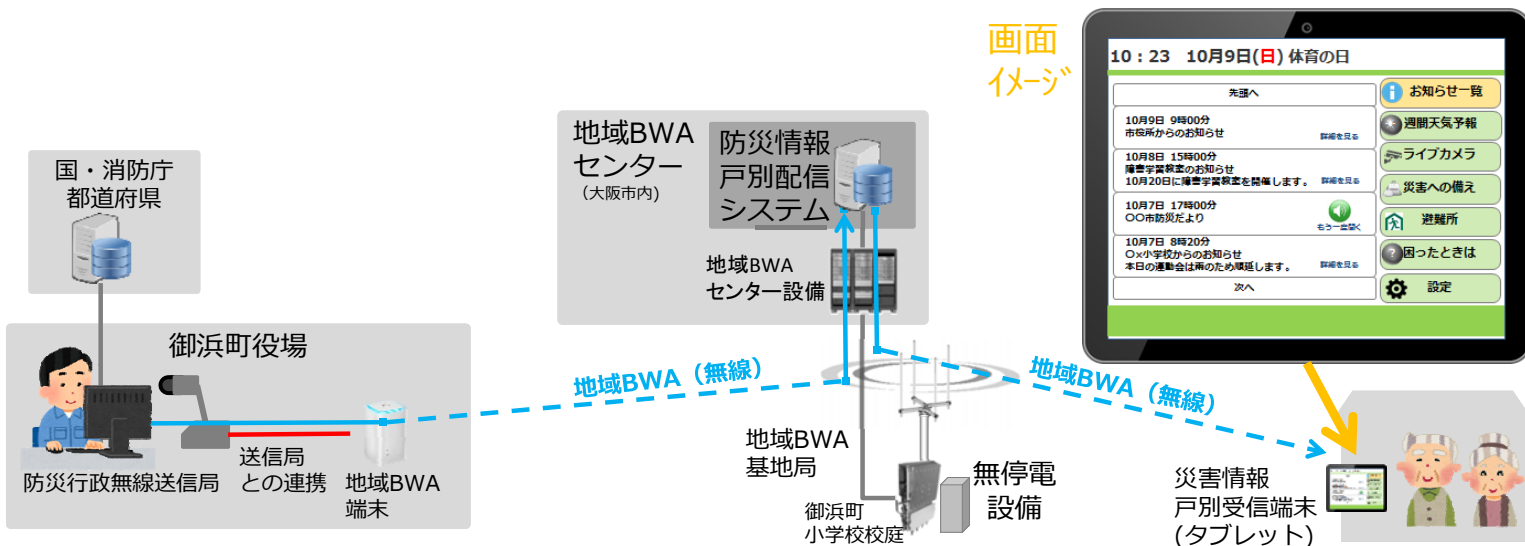 画面
イメージ
10：23 10月9日(日) 体育の日
先頭へ
10月9日 9時00分
市役所からのお知らせ
詳細を見る
10月8日 15時00分
障害学習教室のお知らせ
10月20日に障害学習教室を開催します。 詳細を見る
10月7日 17時00分
〇〇市防災だより
もう一度聞く
10月7日 8時20分
〇×小学校からのお知らせ
本日の運動会は雨のため順延します。 詳細を見る
次へ
お知らせ一覧
週間天気予報
ライブカメラ
災害への備え
避難所
困ったときは
設定
国・消防庁
都道府県
地域BWA
センター
（大阪市内）
防災情報
戸別配信
システム
地域BWA
センター設備
御浜町役場
防災行政無線送信局
送信局
との連携
地域BWA
端末
地域BWA（無線）
地域BWA（無線）
地域BWA
基地局
御浜町
小学校校庭
無停電
設備
災害情報
戸別受信端末
(タブレット)